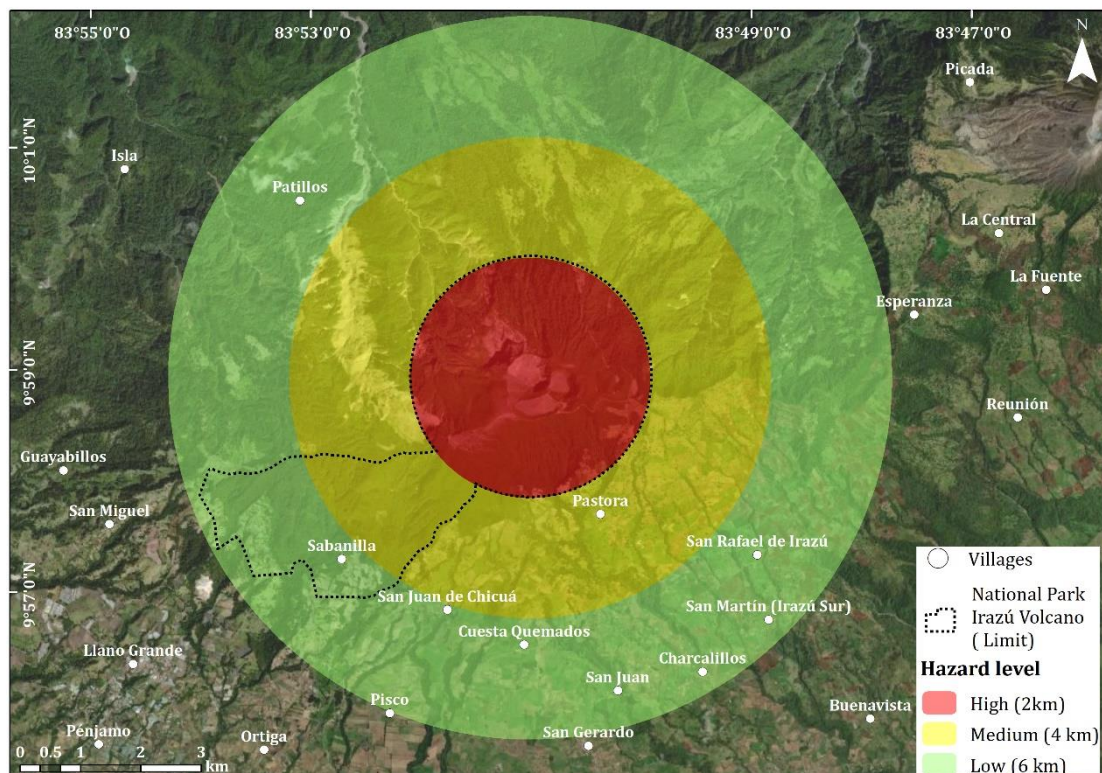 83°55'0"O
83°53'0"O
83°49'0"O
83°47'0"O
N
Picada
10°1'0"N
Isla
Patillos
La Central
La Fuente
Esperanza
9°59'0"N
Reunión
Guayabillos
San Miguel
Pastora
Sabanilla
San Rafael de Irazú
9°57'0"N
San Juan de Chicuá
San Martín (Irazú Sur)
Cuesta Quemados
Llano Grande
Charcalillos
San Juan
Pisco
Buenavista
Pénjamo
Ortiga
San Gerardo
0 0.5 1 2 3
km
Villages
National Park
Irazú Volcano
( Limit)
Hazard level
High (2km)
Medium (4 km)
Low (6 km)